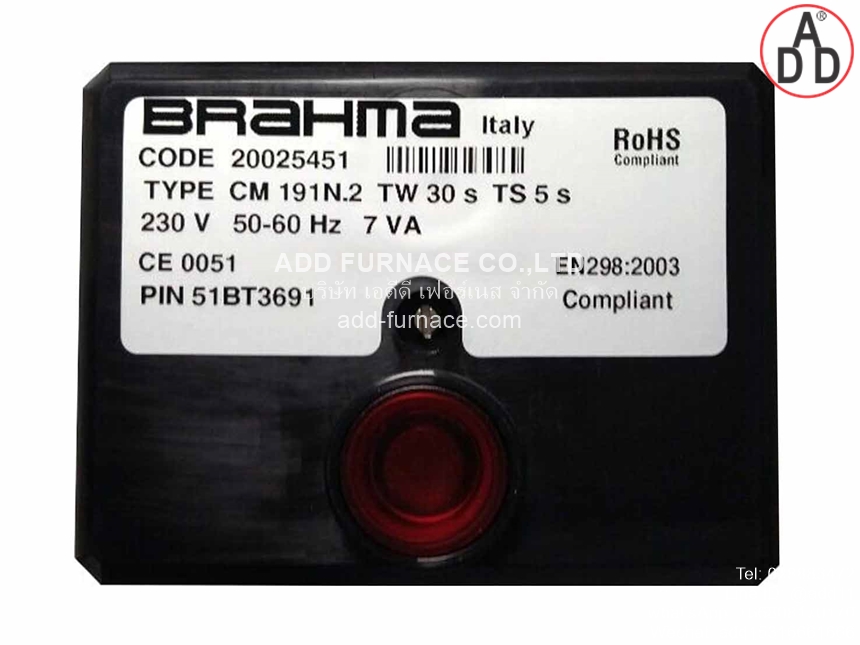 ADD®
BRAHMA Italy
RoHS
Compliant
CODE 20025451
TYPE CM 191N.2 TW 30 s TS 5 s
230 V 50-60 Hz 7 VA
CE 0051
EN298:2003
PIN 51BT3691
Compliant
ADD FURNACE CO.,LTD
บริษัท เอดีดี เฟอร์เนส จำกัด
add-furnace.com
Tel: